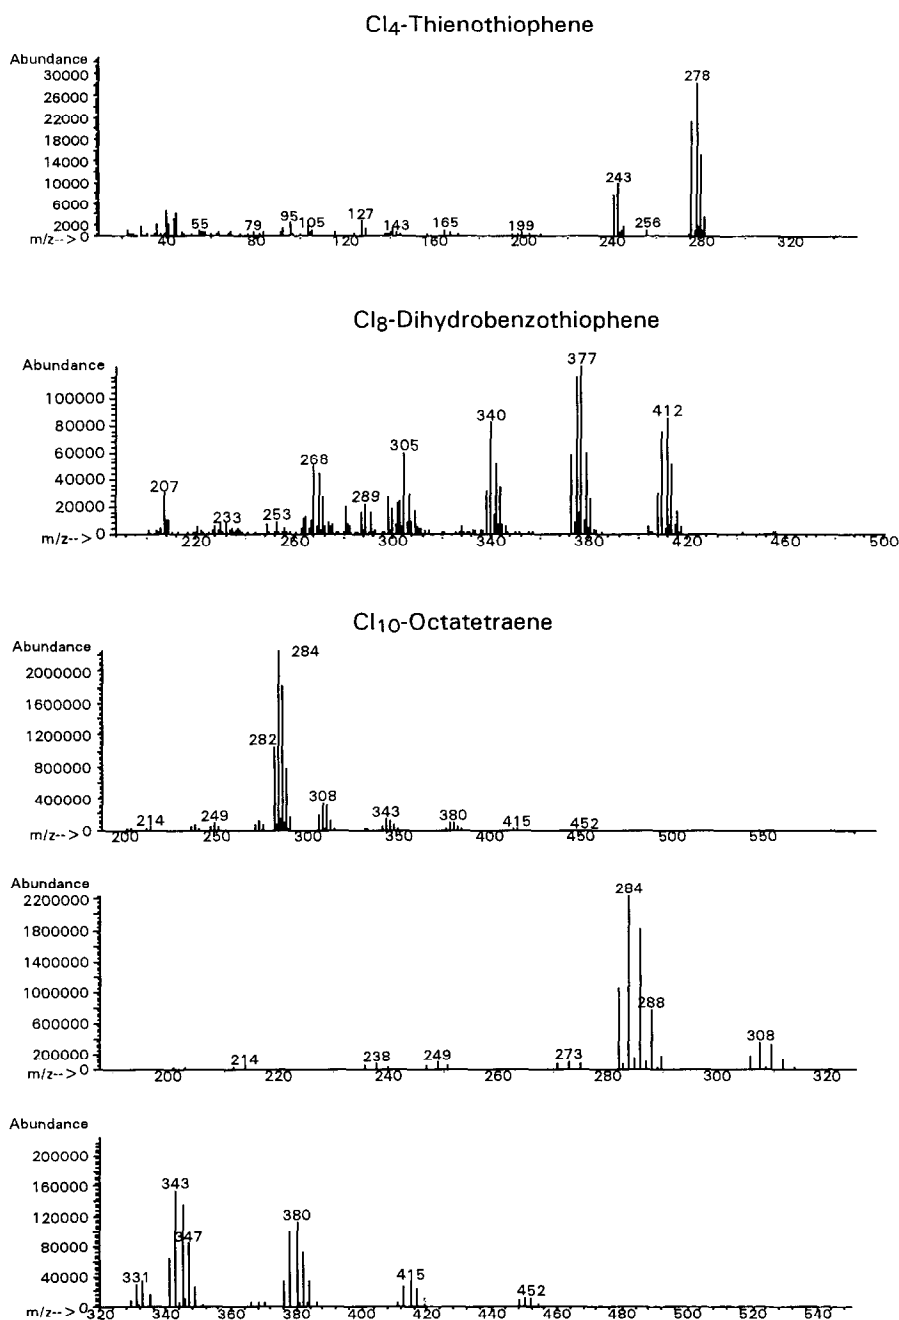 Cl4-Thienothiophene
Abundance
30000
278
26000
22000
18000
14000
10000
243
6000
2000
55 79 95 105 127 143 165 199 256
m/z--> 0 40 80 120 160 200 240 280 320
Cl8-Dihydrobenzothiophene
Abundance
377
100000
412
80000
340
60000
305
40000
268
20000
207 233 253 289
m/z--> 0 220 260 300 340 380 420 460 500
Cl10-Octatetraene
Abundance
284
2000000
1600000
1200000
282
800000
400000
308
214 249 343 380 415 452
m/z--> 0 200 250 300 350 400 450 500 550
Abundance
284
2200000
1800000
1400000
1000000
288
600000
308
200000
214 238 249 273
m/z--> 0 200 220 240 260 280 300 320
Abundance
200000
343
160000
380
120000
347
80000
40000
331 415 452
m/z--> 0
320 340 360 380 400 420 440 460 480 500 520 540